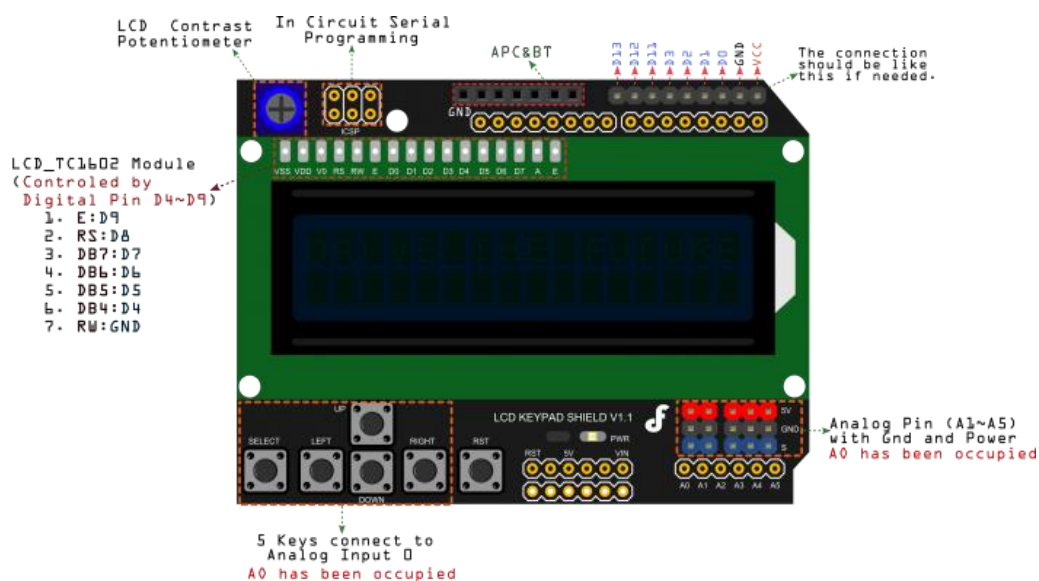 LCD Contrast
Potentiometer
In Circuit Serial
Programming
APC&BT
D13
D12
D11
D3
D2
D1
D0
GND
VCC
The connection
should be like
this if needed.
ICSP
GND
VSS VDD V0 RS RW E D0 D1 D2 D3 D4 D5 D6 D7 A E
LCD_TC1602 Module
(Controled by
Digital Pin D4~D9)
1. E:D9
2. RS:D8
3. DB7:D7
4. DB6:D6
5. DB5:D5
6. DB4:D4
7. RW:GND
UP
SELECT
LEFT
RIGHT
RST
DOWN
LCD KEYPAD SHIELD V1.1
PWR
RST 5V VIN
5V
GND
S
A0 A1 A2 A3 A4 A5
Analog Pin (A1~A5)
with Gnd and Power
A0 has been occupied
5 Keys connect to
Analog Input 0
A0 has been occupied